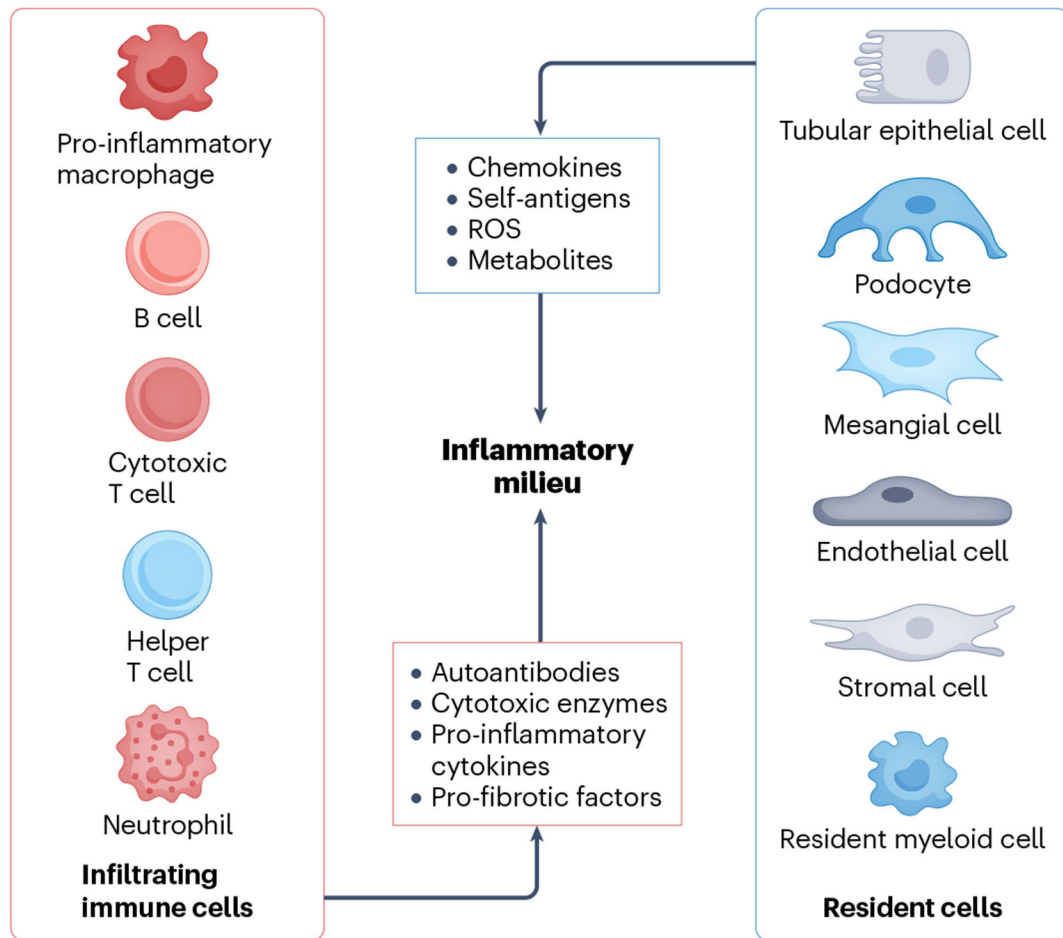 Pro-inflammatory
macrophage
B cell
Cytotoxic
T cell
Helper
T cell
Neutrophil
Infiltrating
immune cells
• Chemokines
• Self-antigens
• ROS
• Metabolites
Inflammatory
milieu
• Autoantibodies
• Cytotoxic enzymes
• Pro-inflammatory
cytokines
• Pro-fibrotic factors
Tubular epithelial cell
Podocyte
Mesangial cell
Endothelial cell
Stromal cell
Resident myeloid cell
Resident cells